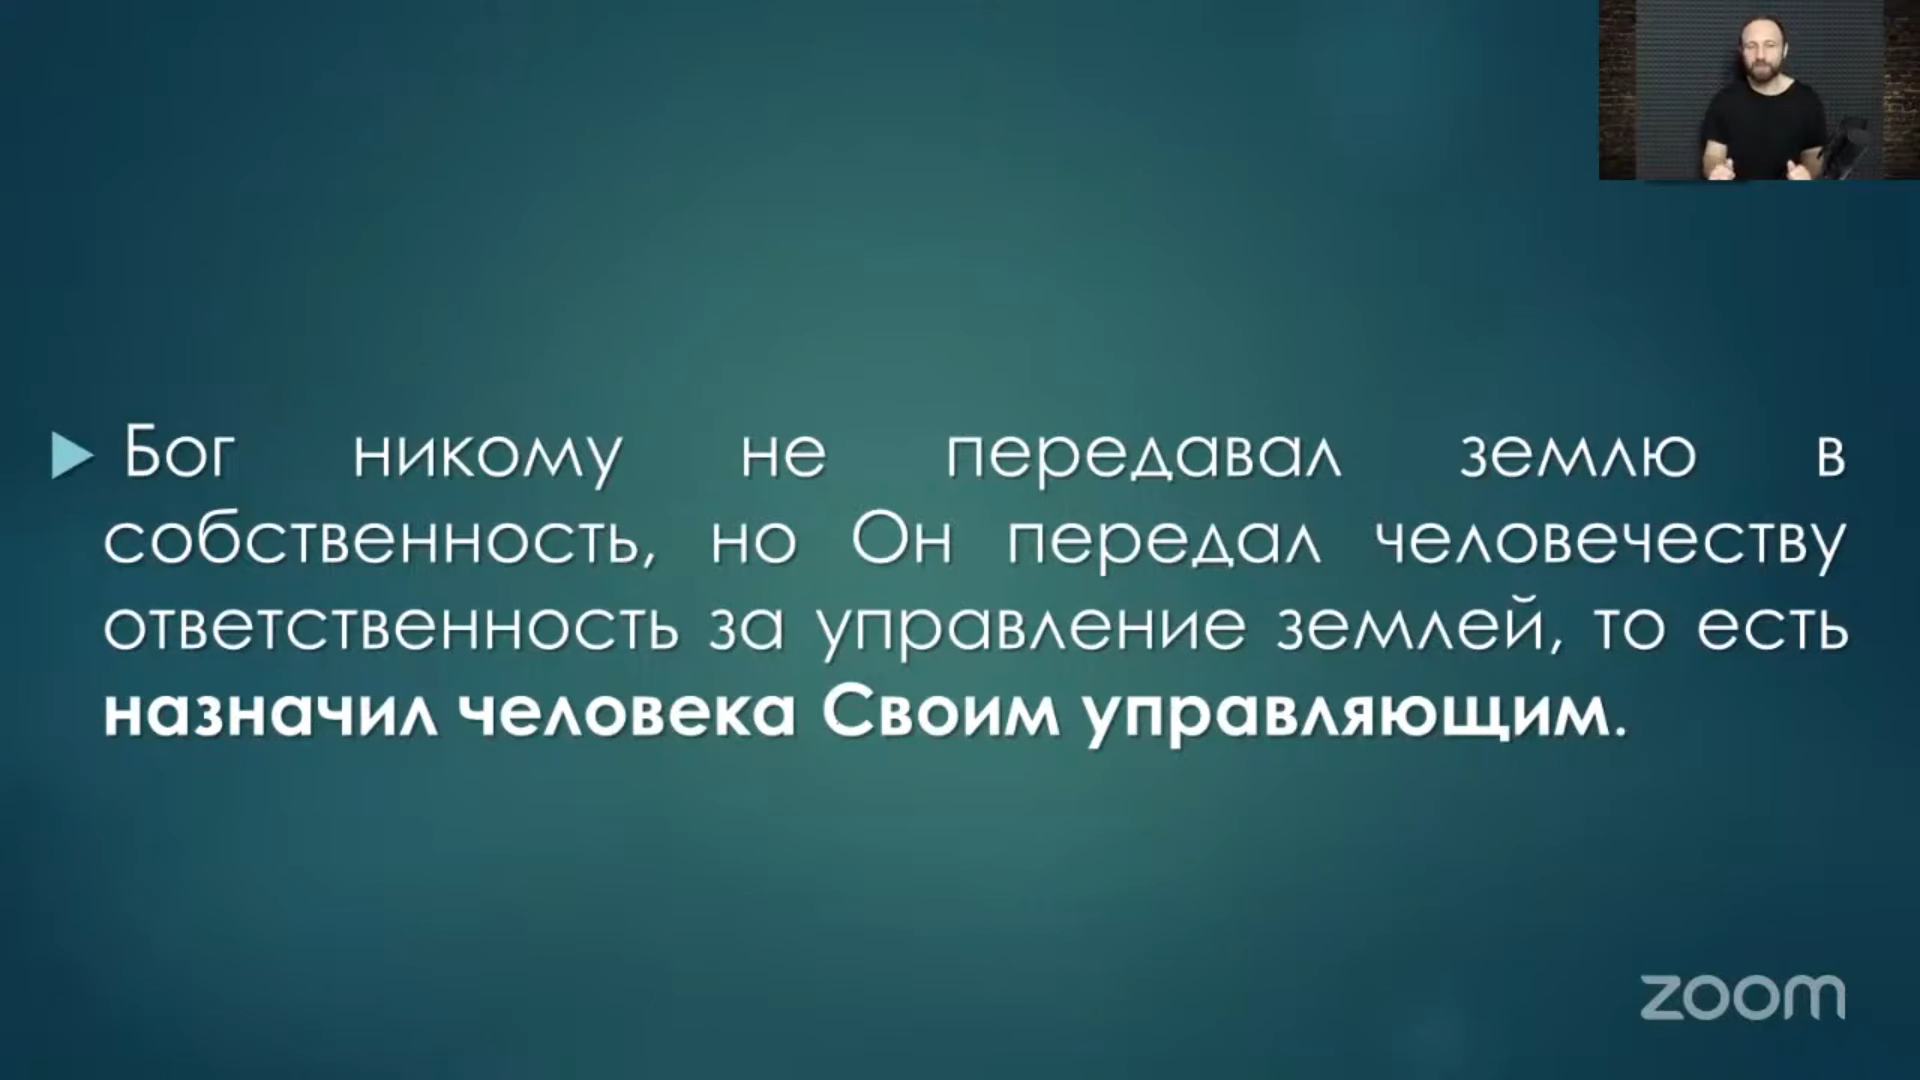 Бог никому не передавал землю в
собственность, но Он передал человечеству
ответственность за управление землей, то есть
назначил человека Своим управляющим.
zoom